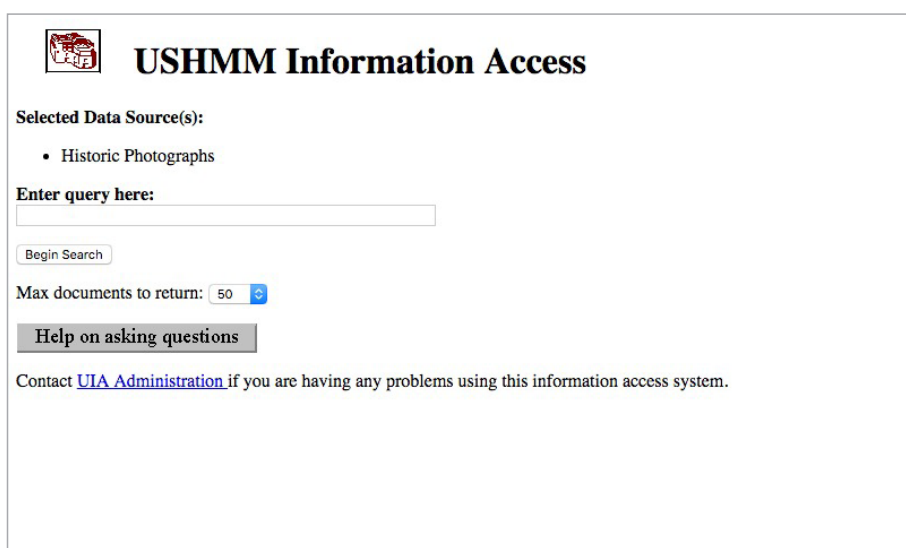 USHMM Information Access
Selected Data Source(s):
• Historic Photographs
Enter query here:
Begin Search
Max documents to return: 50
Help on asking questions
Contact UIA Administration if you are having any problems using this information access system.